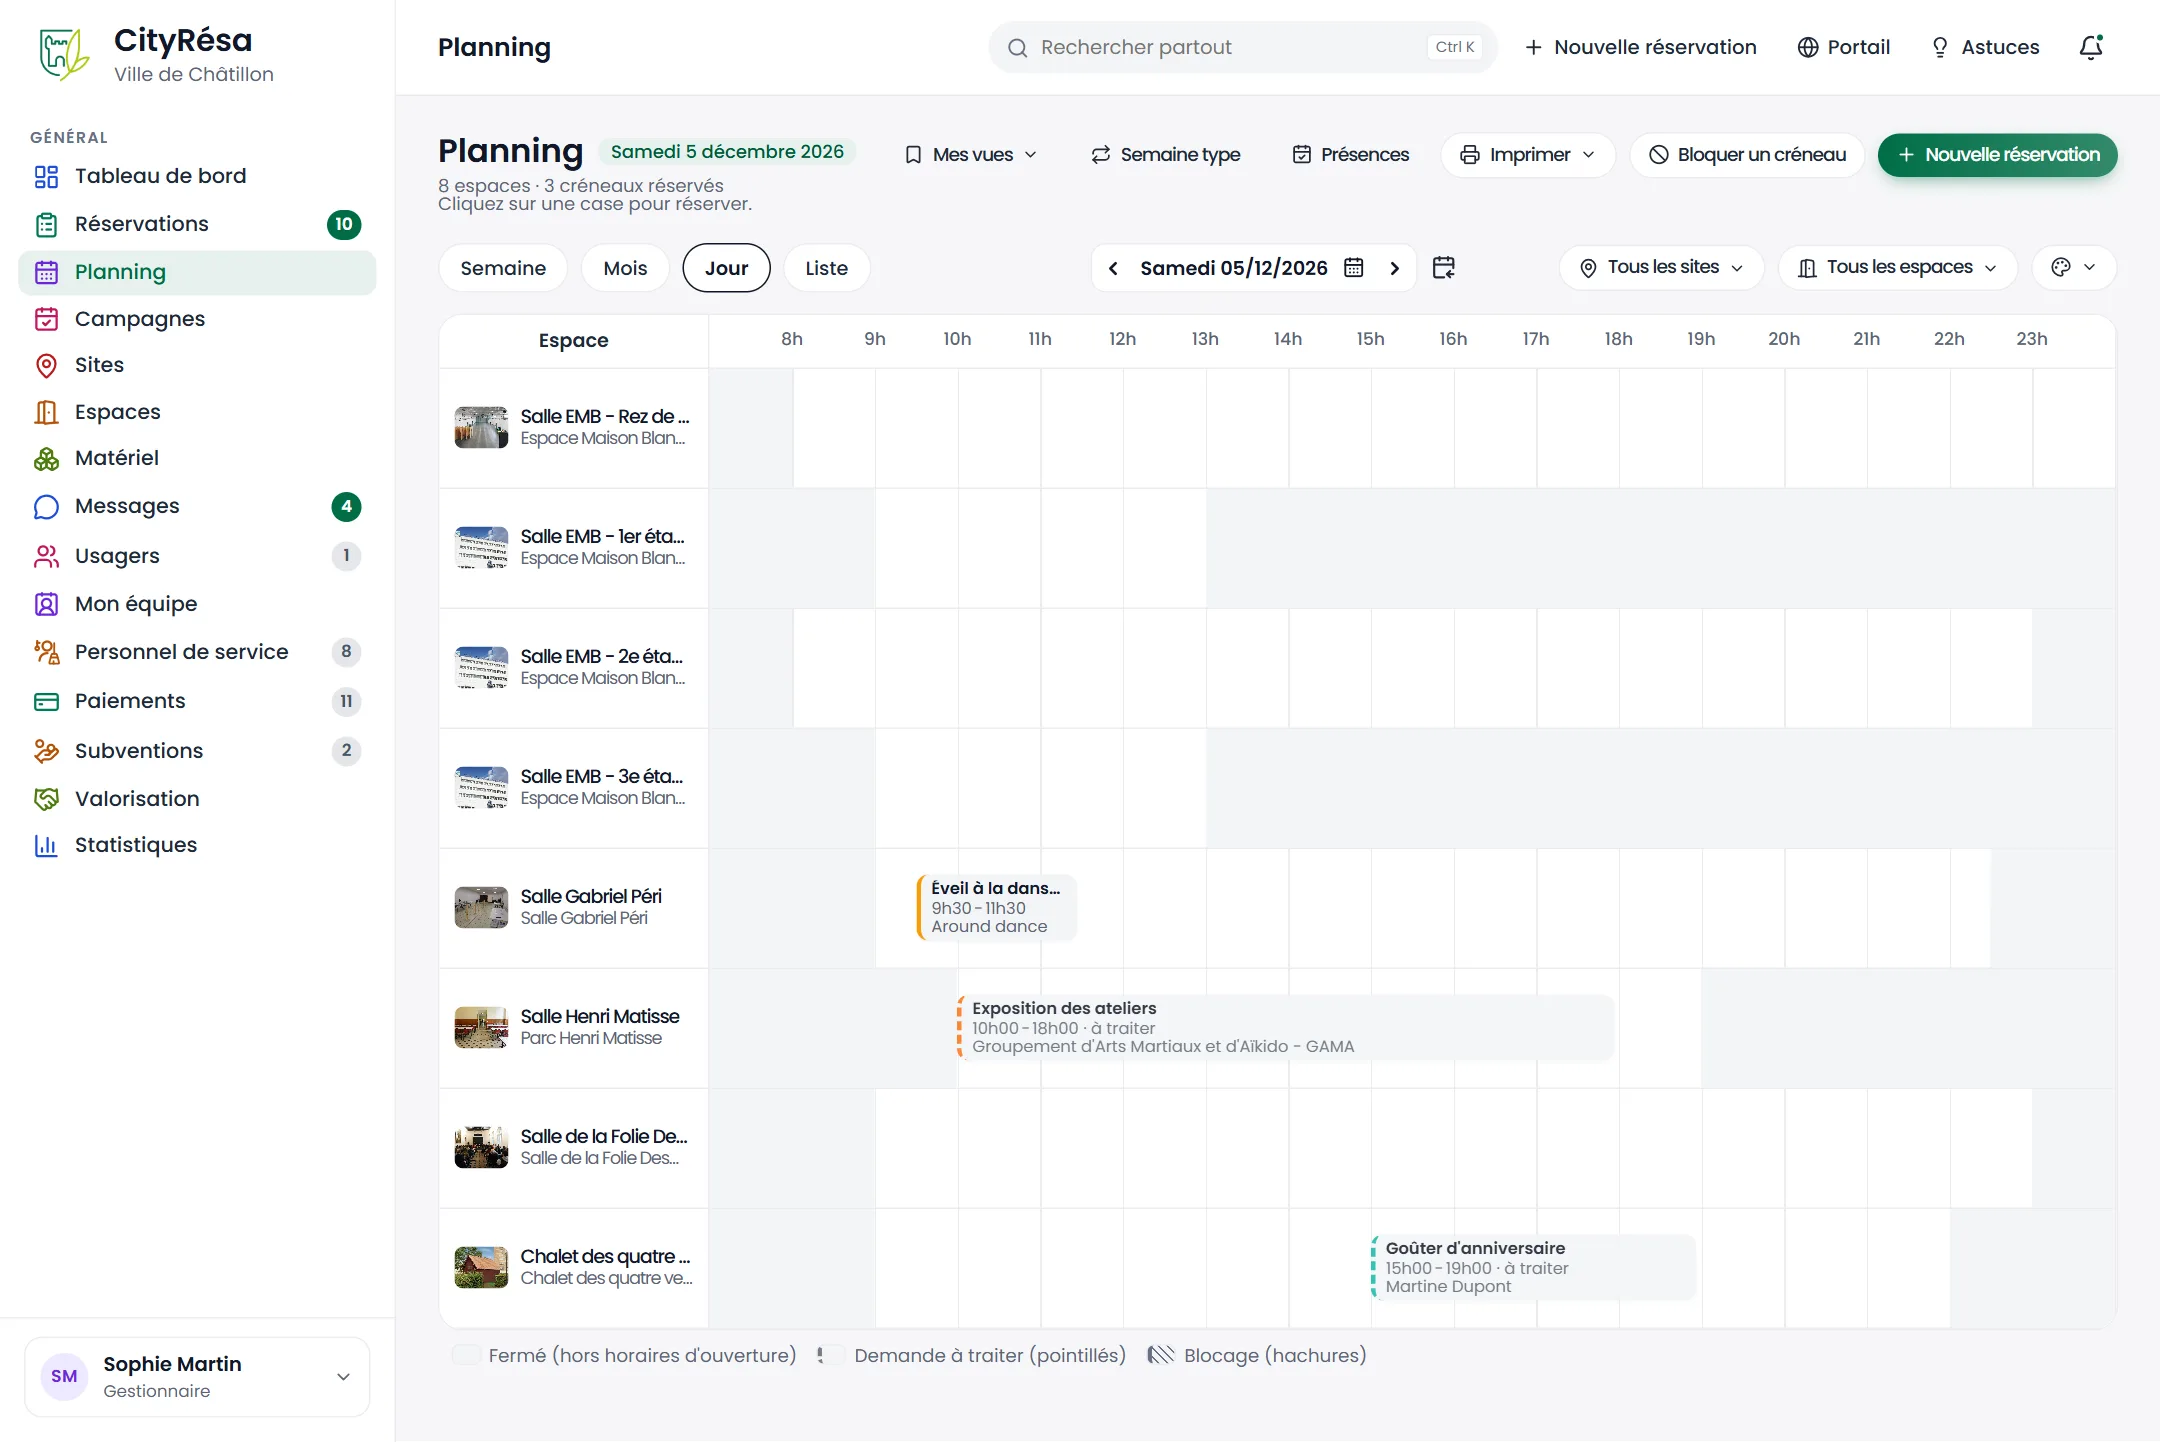 CityRésa
Ville de Châtillon
GÉNÉRAL
Tableau de bord
Réservations 10
Planning
Campagnes
Sites
Espaces
Matériel
Messages 4
Usagers 1
Mon équipe
Personnel de service 8
Paiements 11
Subventions 2
Valorisation
Statistiques
SM
Sophie Martin
Gestionnaire
Planning
Rechercher partout Ctrl K
Nouvelle réservation
Portail
Astuces
Planning Samedi 5 décembre 2026
8 espaces · 3 créneaux réservés
Cliquez sur une case pour réserver.
Mes vues
Semaine type
Présences
Imprimer
Bloquer un créneau
Nouvelle réservation
Semaine Mois Jour Liste
Samedi 05/12/2026
Tous les sites
Tous les espaces
Espace 8h 9h 10h 11h 12h 13h 14h 15h 16h 17h 18h 19h 20h 21h 22h 23h
Salle EMB - Rez de ...
Espace Maison Blan...
Salle EMB - 1er éta...
Espace Maison Blan...
Salle EMB - 2e éta...
Espace Maison Blan...
Salle EMB - 3e éta...
Espace Maison Blan...
Salle Gabriel Péri
Salle Gabriel Péri
Éveil à la dans...
9h30 - 11h30
Around dance
Salle Henri Matisse
Parc Henri Matisse
Exposition des ateliers
10h00 - 18h00 · à traiter
Groupement d'Arts Martiaux et d'Aïkido - GAMA
Salle de la Folie De...
Salle de la Folie Des...
Chalet des quatre ...
Chalet des quatre ve...
Goûter d'anniversaire
15h00 - 19h00 · à traiter
Martine Dupont
Fermé (hors horaires d'ouverture) Demande à traiter (pointillés) Blocage (hachures)